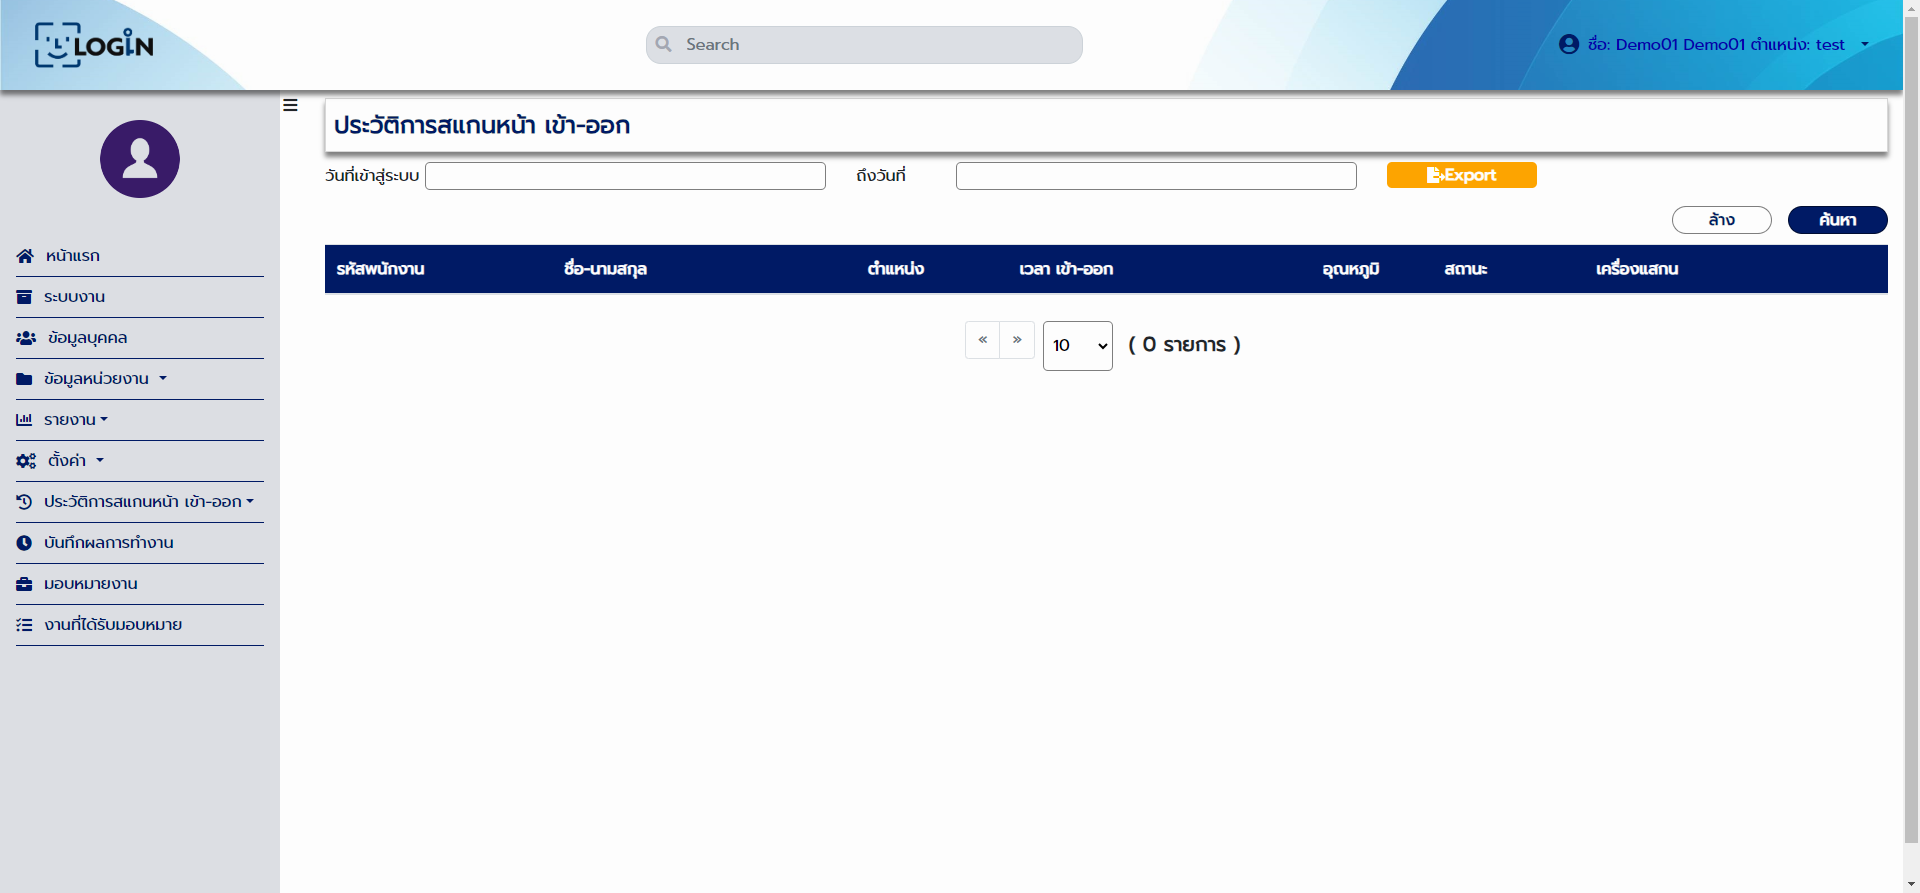 LOGIN
Search
ชื่อ: Demo01 Demo01 ตำแหน่ง: test
หน้าแรก
ระบบงาน
ข้อมูลบุคคล
ข้อมูลหน่วยงาน
รายงาน
ตั้งค่า
ประวัติการสแกนหน้า เข้า-ออก
บันทึกผลการทำงาน
มอบหมายงาน
งานที่ได้รับมอบหมาย
ประวัติการสแกนหน้า เข้า-ออก
วันที่เข้าสู่ระบบ ถึงวันที่ Export
ล้าง ค้นหา
รหัสพนักงาน ชื่อ-นามสกุล ตำแหน่ง เวลา เข้า-ออก อุณหภูมิ สถานะ เครื่องแสกน
« » 10 ( 0 รายการ )